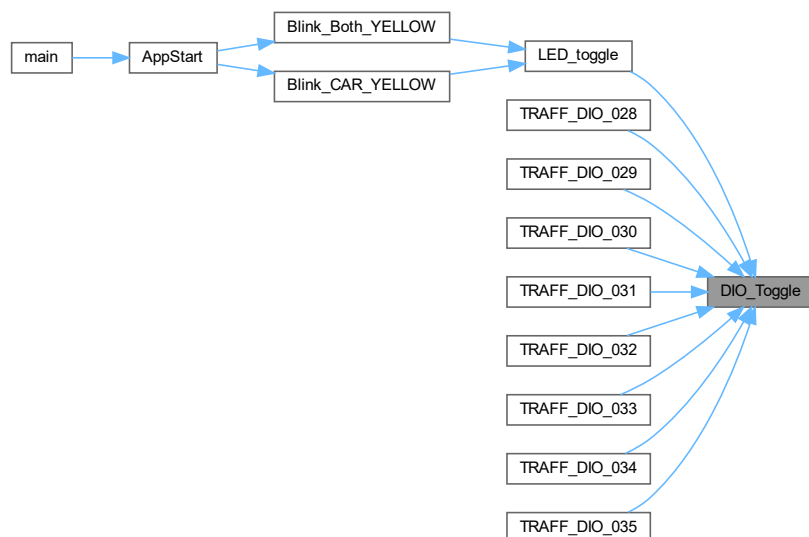 Blink_Both_YELLOW
main
AppStart
LED_toggle
Blink_CAR_YELLOW
TRAFF_DIO_028
TRAFF_DIO_029
TRAFF_DIO_030
TRAFF_DIO_031
DIO_Toggle
TRAFF_DIO_032
TRAFF_DIO_033
TRAFF_DIO_034
TRAFF_DIO_035